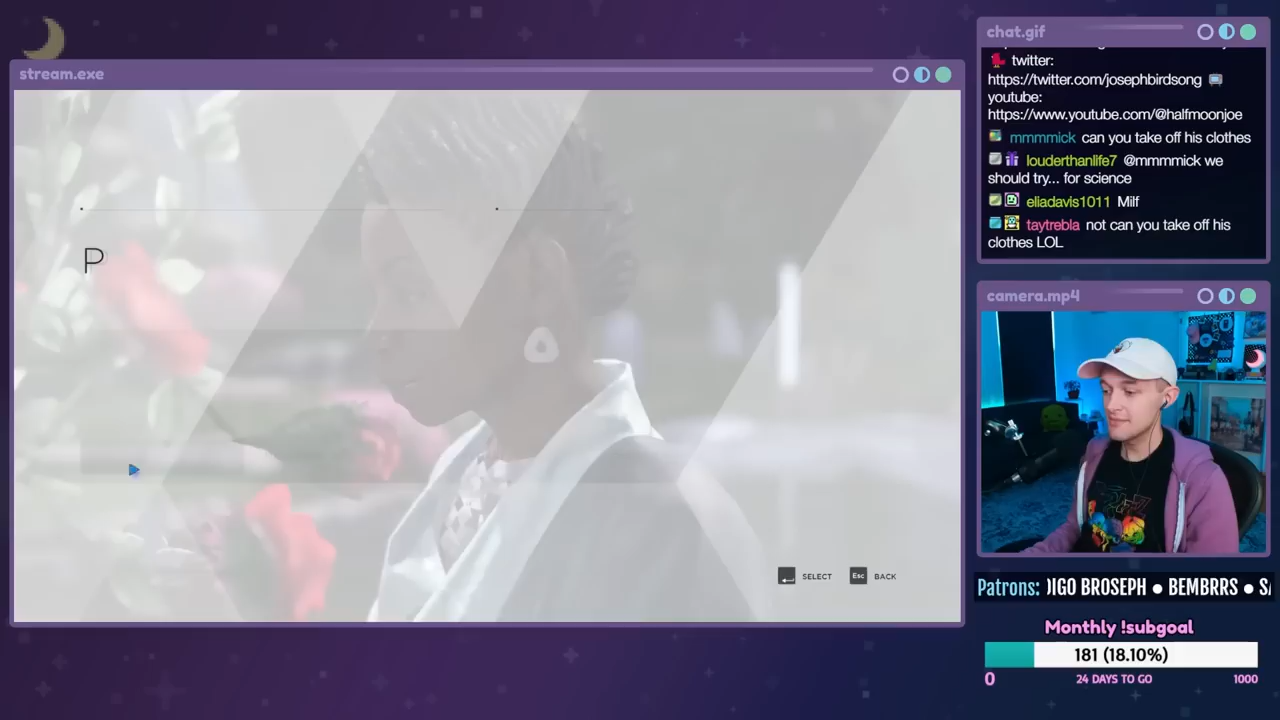 stream.exe
P
SELECT
Esc
BACK
chat.gif
twitter:
https://twitter.com/josephbirdsong
youtube:
https://www.youtube.com/@halfmoonjoe
mmmmick can you take off his clothes
louderthanlife7 @mmmmick we
should try... for science
eliadavis1011 Milf
taytrebla not can you take off his
clothes LOL
camera.mp4
Patrons: DIGO BROSEPH ● BEMBRRS ●
Monthly !subgoal
181 (18.10%)
0 24 DAYS TO GO 1000